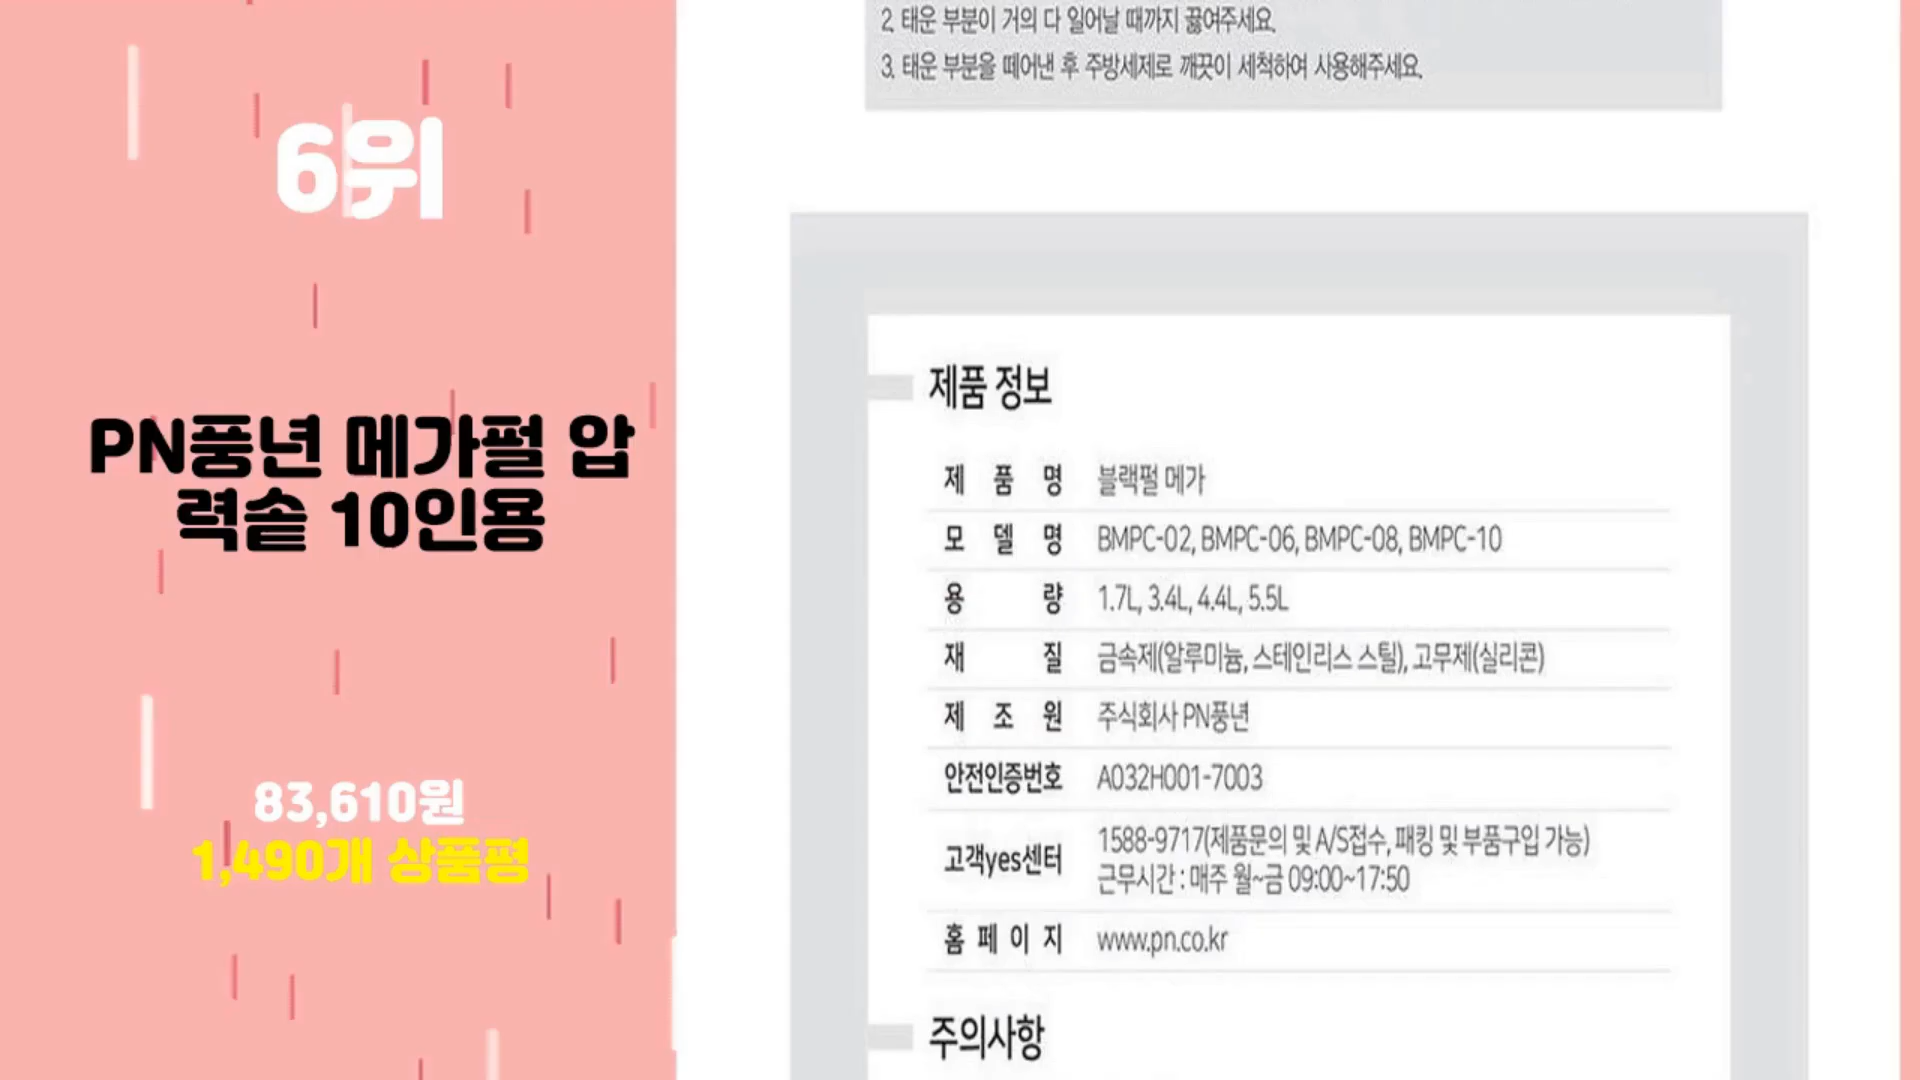 6위
PN풍년 메가펄 압
력솥 10인용
83,610원
1,490개 상품평
2. 태운 부분이 거의 다 일어날 때까지 끓여주세요.
3. 태운 부분을 떼어낸 후 주방세제로 깨끗이 세척하여 사용해주세요.
제품 정보
제 품 명 블랙펄 메가
모 델 명 BMPC-02, BMPC-06, BMPC-08, BMPC-10
용 량 1.7L, 3.4L, 4.4L, 5.5L
재 질 금속제(알루미늄, 스테인리스 스틸), 고무제(실리콘)
제 조 원 주식회사 PN풍년
안전인증번호 A032H001-7003
고객yes센터 1588-9717(제품문의 및 A/S접수, 패킹 및 부품구입 가능)
근무시간 : 매주 월~금 09:00~17:50
홈 페 이 지 www.pn.co.kr
주의사항